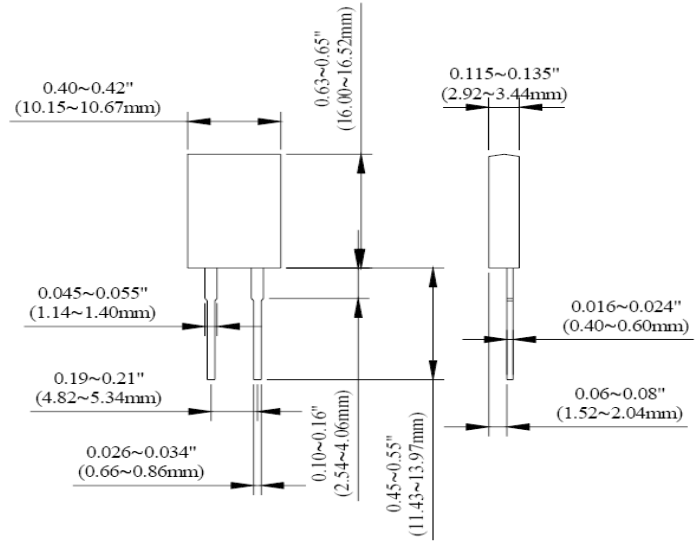 0.40~0.42"
(10.15~10.67mm)
0.63~0.65"
(16.00~16.52mm)
0.115~0.135"
(2.92~3.44mm)
0.045~0.055"
(1.14~1.40mm)
0.016~0.024"
(0.40~0.60mm)
0.19~0.21"
(4.82~5.34mm)
0.06~0.08"
(1.52~2.04mm)
0.026~0.034"
(0.66~0.86mm)
0.10~0.16"
(2.54~4.06mm)
0.45~0.55"
(11.43~13.97mm)